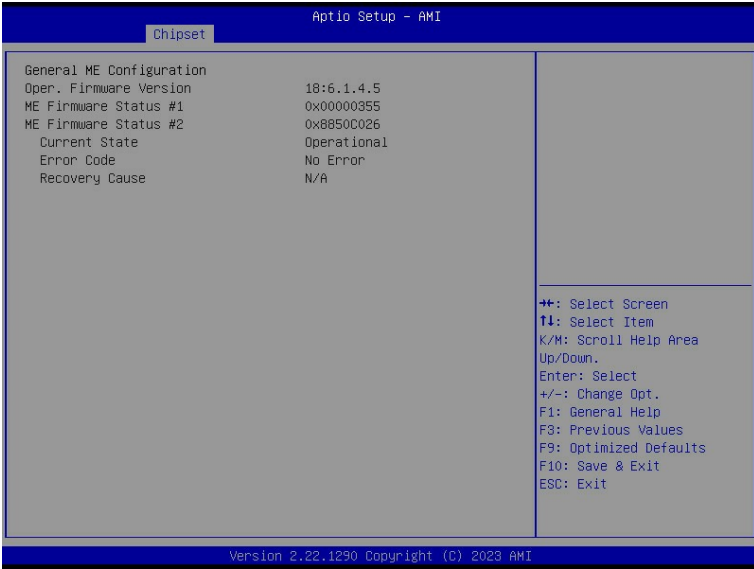 Aptio Setup – AMI
Chipset
General ME Configuration
Oper. Firmware Version 18:6.1.4.5
ME Firmware Status #1 0x00000355
ME Firmware Status #2 0x8850C026
Current State Operational
Error Code No Error
Recovery Cause N/A
→←: Select Screen
↑↓: Select Item
K/M: Scroll Help Area
Up/Down.
Enter: Select
+/-: Change Opt.
F1: General Help
F3: Previous Values
F9: Optimized Defaults
F10: Save & Exit
ESC: Exit
Version 2.22.1290 Copyright (C) 2023 AMI